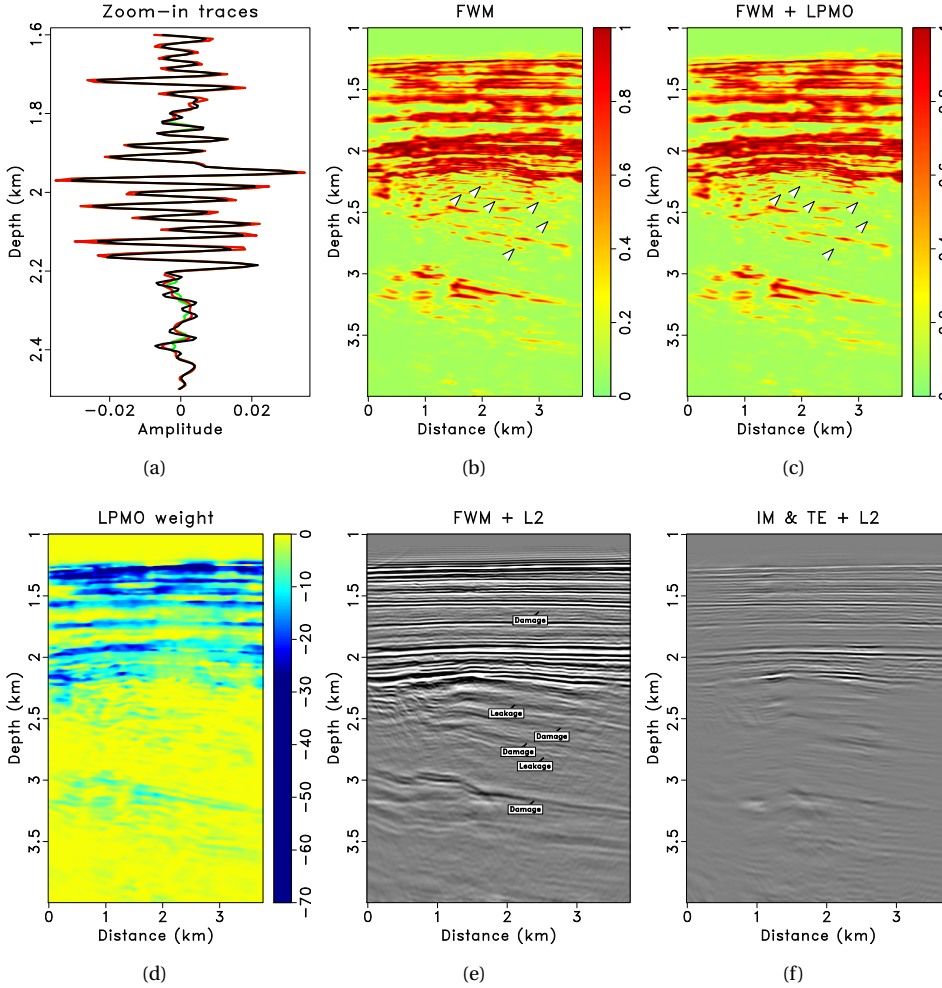 Zoom-in traces
1.6
1.8
2
2.2
2.4
Depth (km)
−0.02 0 0.02
Amplitude
(a)
FWM
1.5
2
2.5
3
3.5
Depth (km)
0 1 2 3
Distance (km)
0
0.2
0.4
0.6
0.8
1
(b)
FWM + LPMO
1.5
2
2.5
3
3.5
Depth (km)
0 1 2 3
Distance (km)
(c)
LPMO weight
1
1.5
2
2.5
3
3.5
Depth (km)
0 1 2 3
Distance (km)
0
−10
−20
−30
−40
−50
−60
−70
(d)
FWM + L2
1
1.5
2
2.5
3
3.5
Depth (km)
0 1 2 3
Distance (km)
Damage
Leakage
Damage
Damage
Leakage
Damage
(e)
IM & TE + L2
1
1.5
2
2.5
3
3.5
Depth (km)
0 1 2 3
Distance (km)
(f)